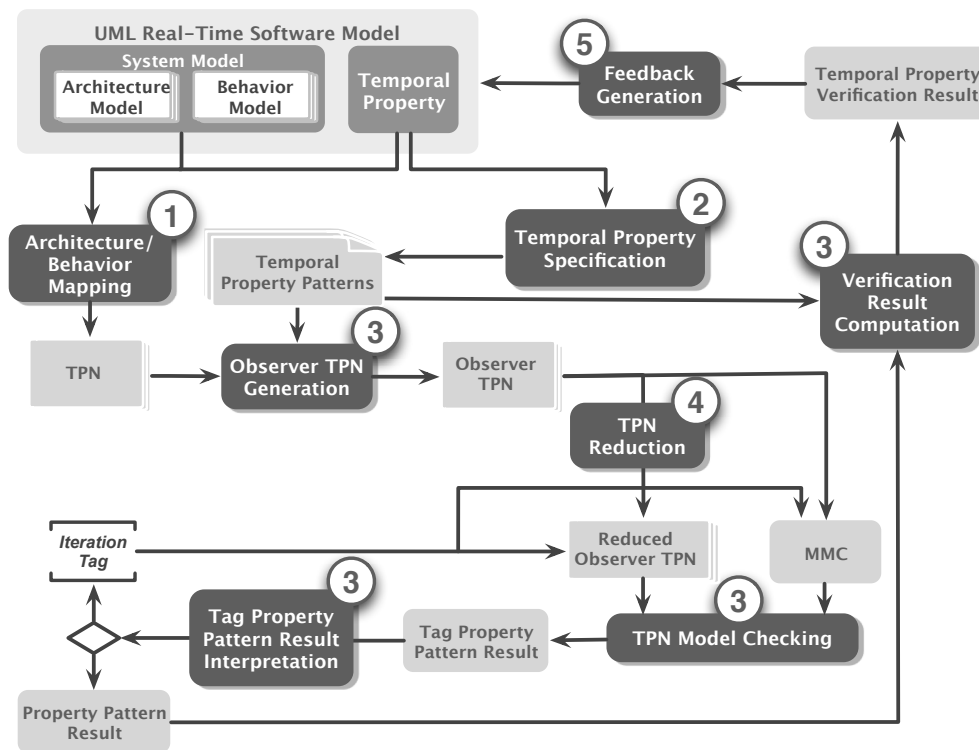 UML Real-Time Software Model
System Model
Architecture
Model
Behavior
Model
Temporal
Property
5
Feedback
Generation
Temporal Property
Verification Result
1
Architecture/
Behavior
Mapping
2
Temporal Property
Specification
Temporal
Property Patterns
3
Verification
Result
Computation
TPN
3
Observer TPN
Generation
Observer
TPN
4
TPN
Reduction
Iteration
Tag
Reduced
Observer TPN
MMC
3
Tag Property
Pattern Result
Interpretation
Tag Property
Pattern Result
3
TPN Model Checking
Property Pattern
Result